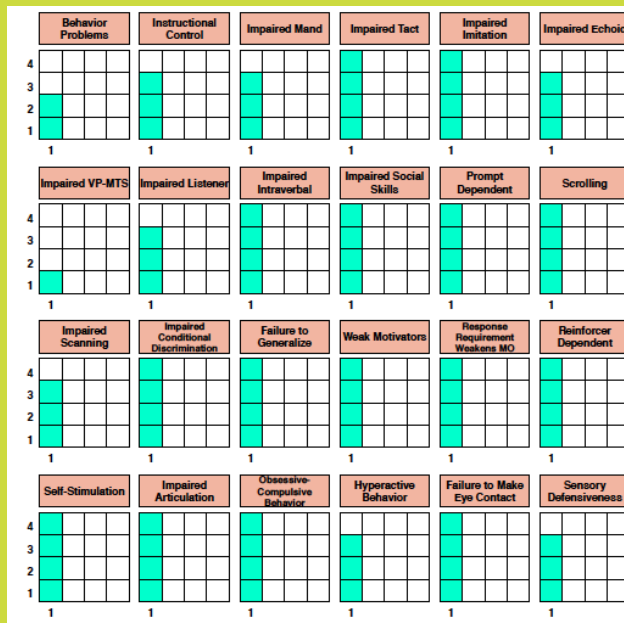 Behavior
Problems
Instructional
Control
Impaired Mand
Impaired Tact
Impaired
Imitation
Impaired Echoic
4
3
2
1
1 1 1 1 1 1
Impaired VP-MTS
Impaired Listener
Impaired
Intraverbal
Impaired Social
Skills
Prompt
Dependent
Scrolling
4
3
2
1
1 1 1 1 1 1
Impaired
Scanning
Impaired
Conditional
Discrimination
Failure to
Generalize
Weak Motivators
Response
Requirement
Weakens MO
Reinforcer
Dependent
4
3
2
1
1 1 1 1 1 1
Self-Stimulation
Impaired
Articulation
Obsessive-
Compulsive
Behavior
Hyperactive
Behavior
Failure to Make
Eye Contact
Sensory
Defensiveness
4
3
2
1
1 1 1 1 1 1